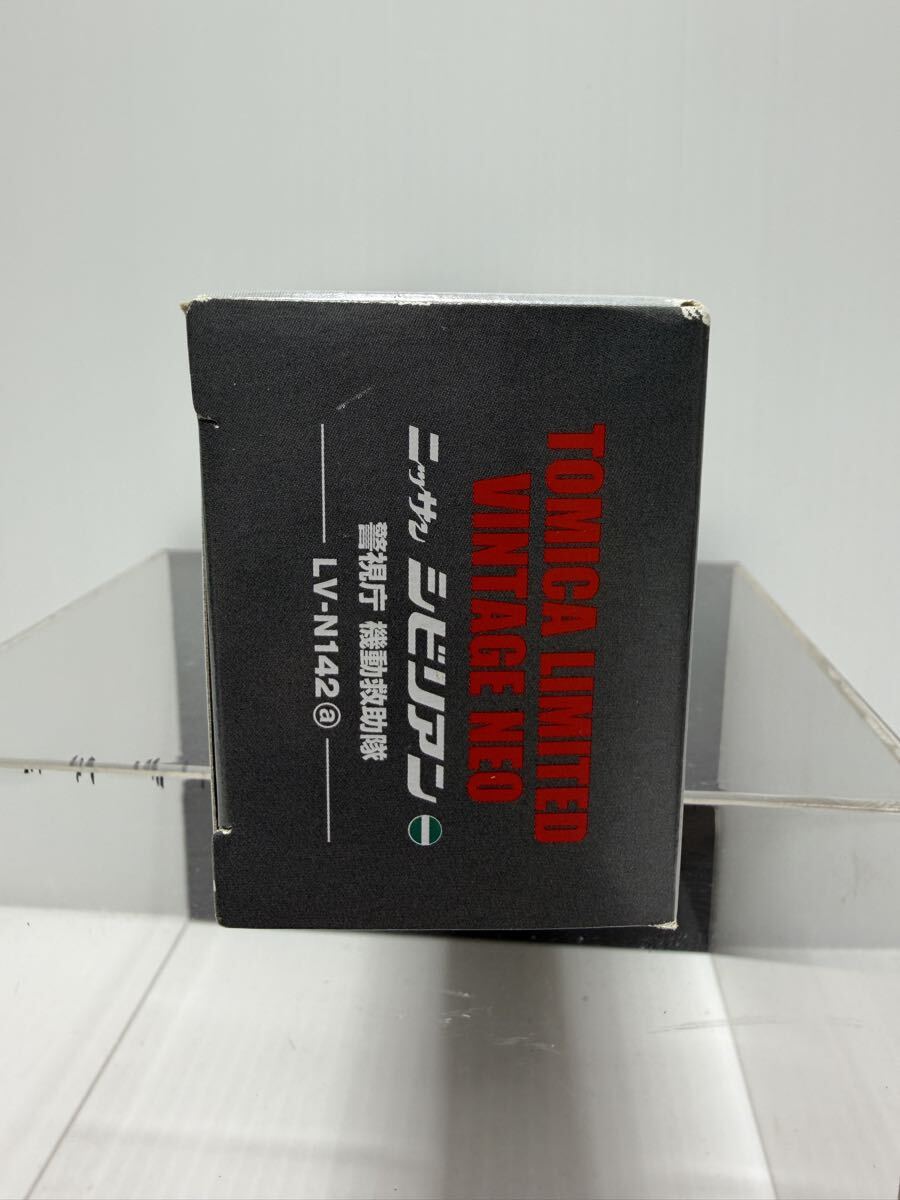 TOMICA LIMITED
VINTAGE NEO
ニッサン シビリアン
警視庁 機動救助隊
LV-N142ⓐ